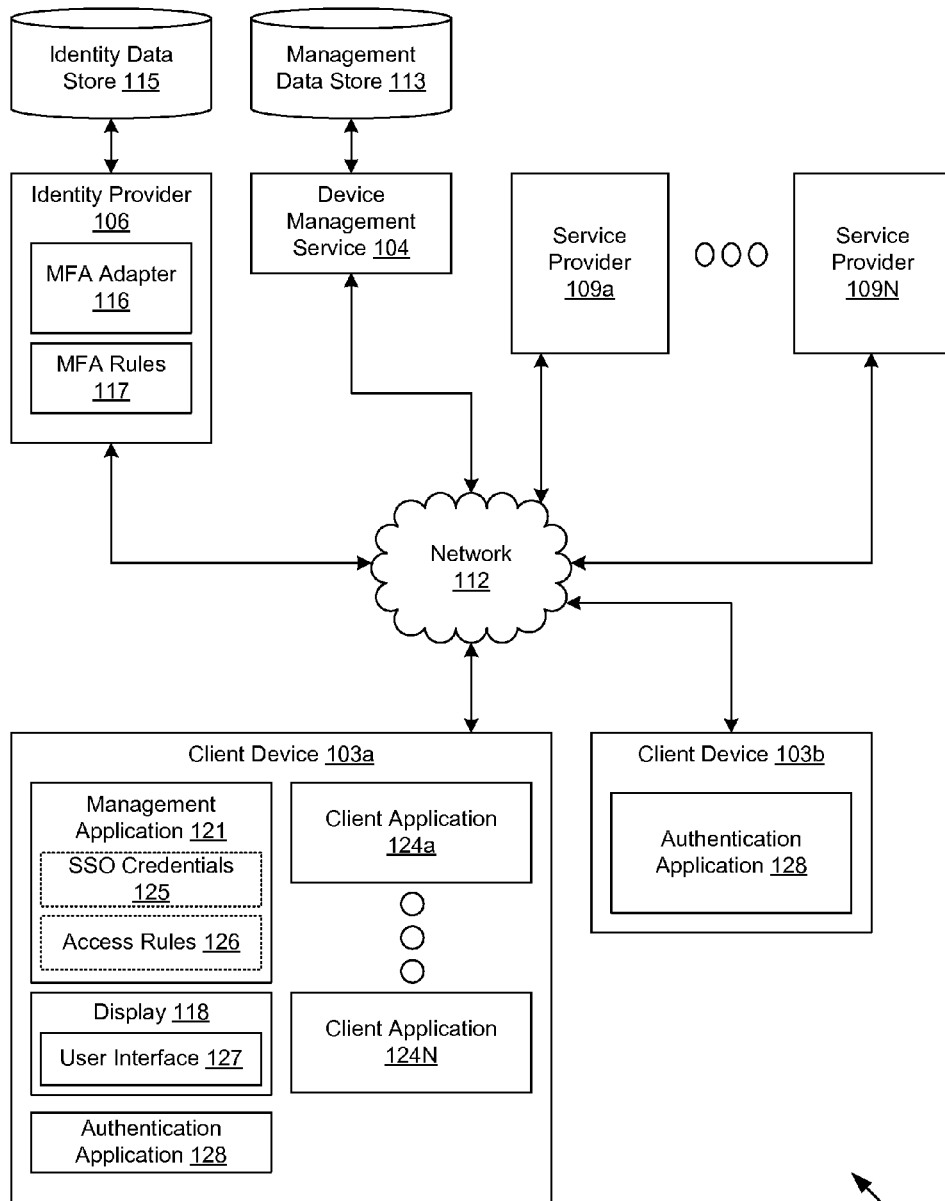 Identity Data
Store 115
Management
Data Store 113
Identity Provider
106
MFA Adapter
116
MFA Rules
117
Device
Management
Service 104
Service
Provider
109a
Service
Provider
109N
Network
112
Client Device 103a
Management
Application 121
SSO Credentials
125
Access Rules 126
Display 118
User Interface 127
Authentication
Application 128
Client Application
124a
Client Application
124N
Client Device 103b
Authentication
Application 128